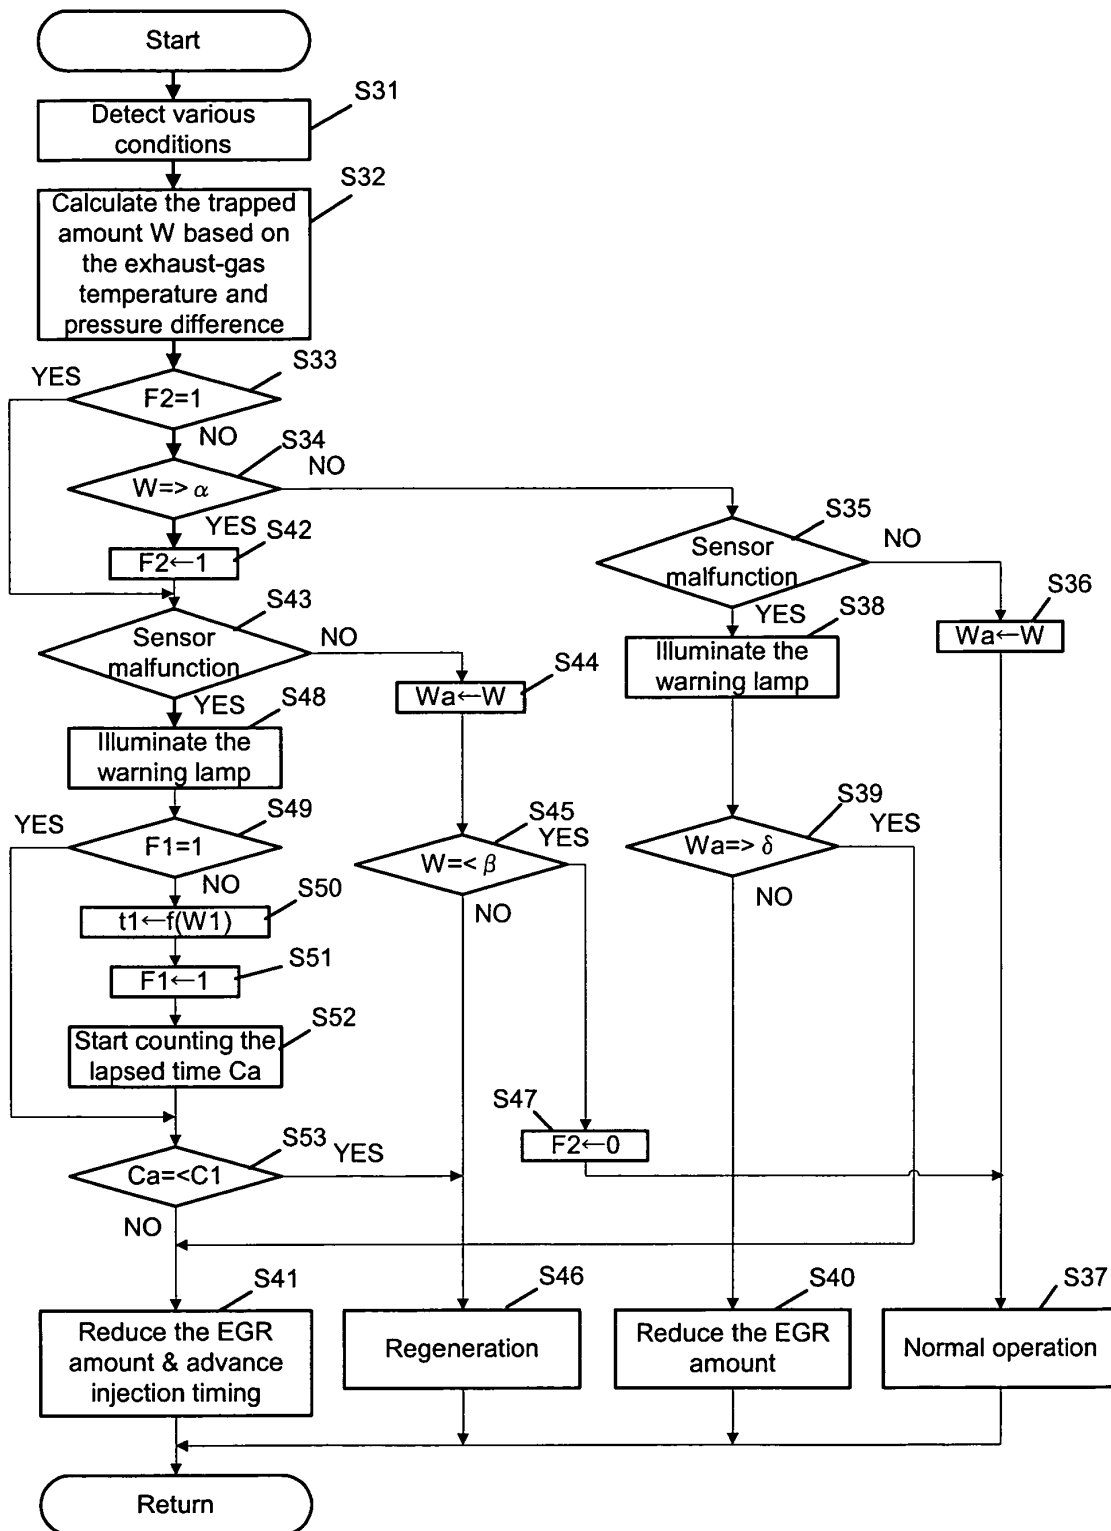 Start
S31
Detect various
conditions
S32
Calculate the trapped
amount W based on
the exhaust-gas
temperature and
pressure difference
S33
YES
F2=1
NO
S34
NO
W=> α
YES
S42
F2←1
S35
Sensor
malfunction
NO
YES
S36
Wa←W
S38
Illuminate the
warning lamp
S43
Sensor
malfunction
NO
YES
S44
Wa←W
S48
Illuminate the
warning lamp
S49
YES
F1=1
NO
S45
YES
W=< β
NO
S39
YES
Wa=> δ
NO
S50
t1←f(W1)
S51
F1←1
S52
Start counting the
lapsed time Ca
S47
F2←0
S53
YES
Ca=<C1
NO
S41
Reduce the EGR
amount & advance
injection timing
S46
Regeneration
S40
Reduce the EGR
amount
S37
Normal operation
Return